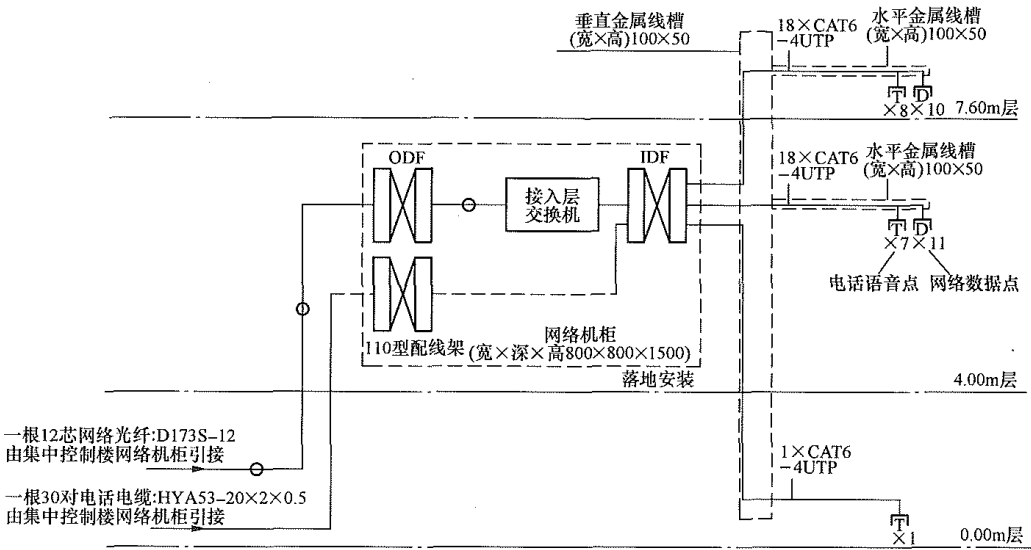 垂直金属线槽
(宽×高)100×50
18×CAT6
-4UTP
水平金属线槽
(宽×高)100×50
T
D
×8×10
7.60m层
ODF
IDF
接入层
交换机
18×CAT6
-4UTP
水平金属线槽
(宽×高)100×50
T
D
×7×11
电话语音点
网络数据点
110型配线架
网络机柜
(宽×深×高800×800×1500)
落地安装
4.00m层
一根12芯网络光纤:D173S-12
由集中控制楼网络机柜引接
一根30对电话电缆:HYA53-20×2×0.5
由集中控制楼网络机柜引接
1×CAT6
-4UTP
T
×1
0.00m层